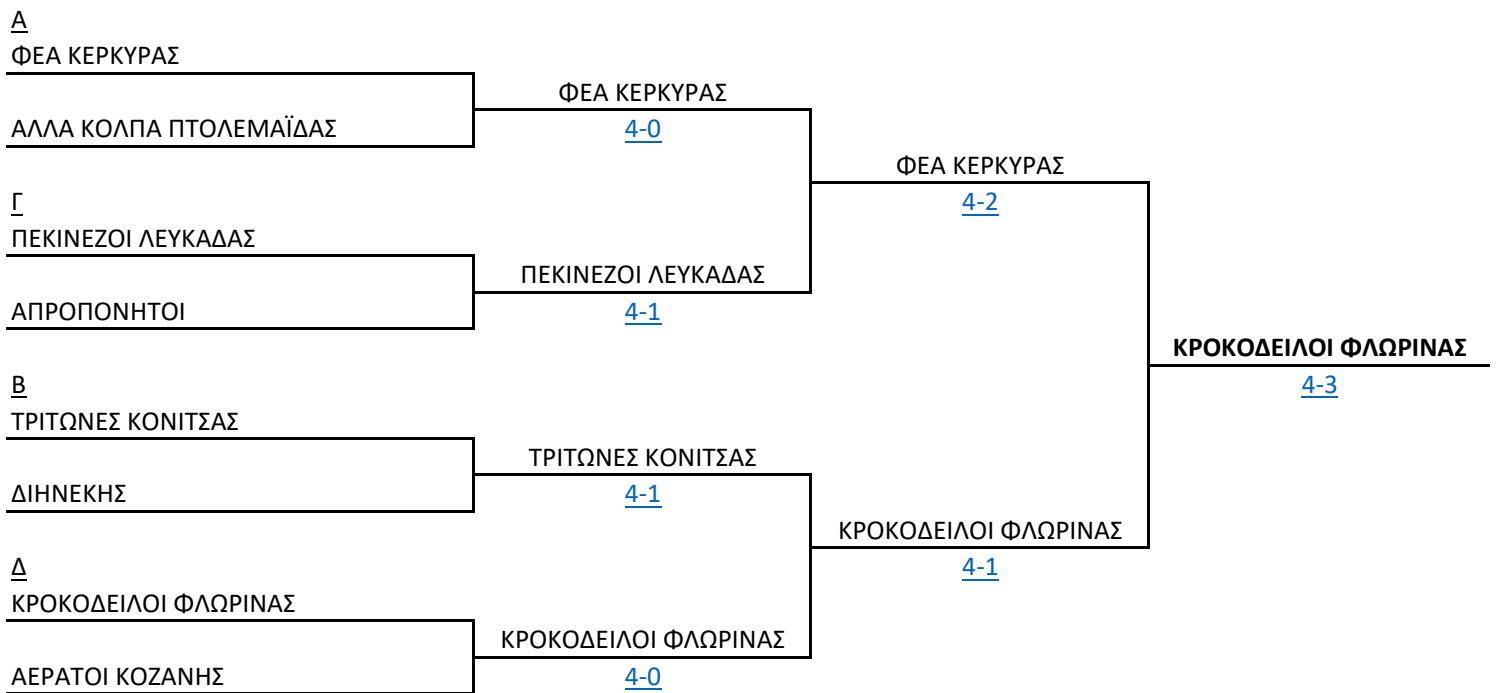 Α
ΦΕΑ ΚΕΡΚΥΡΑΣ
ΑΛΛΑ ΚΟΛΠΑ ΠΤΟΛΕΜΑΪΔΑΣ
Γ
ΠΕΚΙΝΕΖΟΙ ΛΕΥΚΑΔΑΣ
ΑΠΡΟΠΟΝΗΤΟΙ
Β
ΤΡΙΤΩΝΕΣ ΚΟΝΙΤΣΑΣ
ΔΙΗΝΕΚΗΣ
Δ
ΚΡΟΚΟΔΕΙΛΟΙ ΦΛΩΡΙΝΑΣ
ΑΕΡΑΤΟΙ ΚΟΖΑΝΗΣ
ΦΕΑ ΚΕΡΚΥΡΑΣ
4-0
ΠΕΚΙΝΕΖΟΙ ΛΕΥΚΑΔΑΣ
4-1
ΤΡΙΤΩΝΕΣ ΚΟΝΙΤΣΑΣ
4-1
ΚΡΟΚΟΔΕΙΛΟΙ ΦΛΩΡΙΝΑΣ
4-0
ΦΕΑ ΚΕΡΚΥΡΑΣ
4-2
ΚΡΟΚΟΔΕΙΛΟΙ ΦΛΩΡΙΝΑΣ
4-1
ΚΡΟΚΟΔΕΙΛΟΙ ΦΛΩΡΙΝΑΣ
4-3